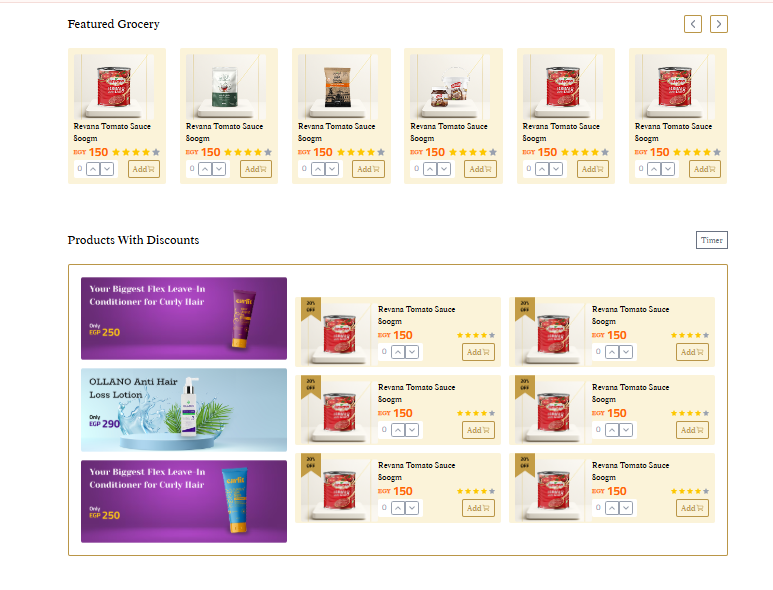 Featured Grocery
Revana Tomato Sauce
Soogm
EGY 150
0 Add
Revana Tomato Sauce
Soogm
EGY 150
0 Add
Revana Tomato Sauce
Soogm
EGY 150
0 Add
Revana Tomato Sauce
Soogm
EGY 150
0 Add
Revana Tomato Sauce
Soogm
EGY 150
0 Add
Revana Tomato Sauce
Soogm
EGY 150
0 Add
Products With Discounts
Timer
Your Biggest Flex Leave-In
Conditioner for Curly Hair
Only
EGP 250
curlit
OLLANO Anti Hair
Loss Lotion
Only
EGP 290
Your Biggest Flex Leave-In
Conditioner for Curly Hair
Only
EGP 250
curlit
20%
OFF
Revana Tomato Sauce
Soogm
EGY 150
0 Add
20%
OFF
Revana Tomato Sauce
Soogm
EGY 150
0 Add
20%
OFF
Revana Tomato Sauce
Soogm
EGY 150
0 Add
20%
OFF
Revana Tomato Sauce
Soogm
EGY 150
0 Add
20%
OFF
Revana Tomato Sauce
Soogm
EGY 150
0 Add
20%
OFF
Revana Tomato Sauce
Soogm
EGY 150
0 Add